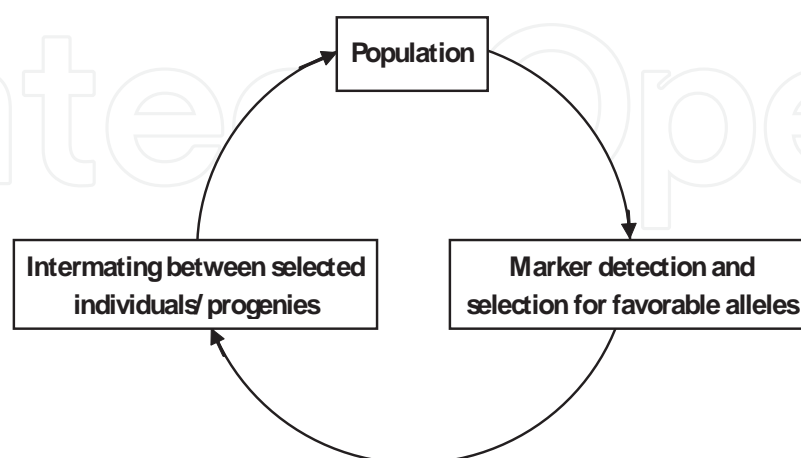 Population
Intermating between selected
individuals/ progenies
Marker detection and
selection for favorable alleles